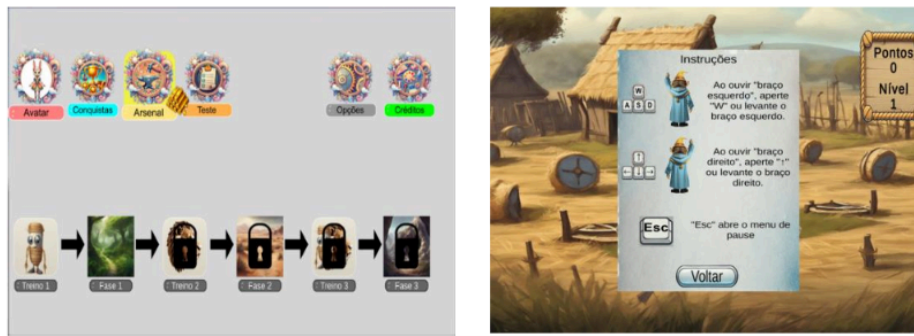 Avatar
Conquistas
Arsenal
Teste
Opções
Créditos
Treino 1
Fase 1
Treino 2
Fase 2
Treino 3
Fase 3
Instruções
W
A S D
Ao ouvir "braço
esquerdo", aperte
"W" ou levante o
braço esquerdo.
↑
← ↓ →
Ao ouvir "braço
direito", aperte "↑"
ou levante o braço
direito.
Esc
"Esc" abre o menu de
pause
Voltar
Pontos
0
Nível
1